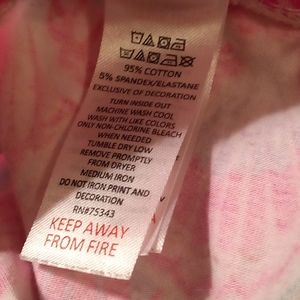 95% COTTON
5% SPANDEX/ELASTANE
EXCLUSIVE OF DECORATION
TURN INSIDE OUT
MACHINE WASH COOL
WASH WITH LIKE COLORS
ONLY NON-CHLORINE BLEACH
WHEN NEEDED
TUMBLE DRY LOW
REMOVE PROMPTLY
FROM DRYER
MEDIUM IRON
DO NOT IRON PRINT AND
DECORATION
RN#75343
KEEP AWAY
FROM FIRE